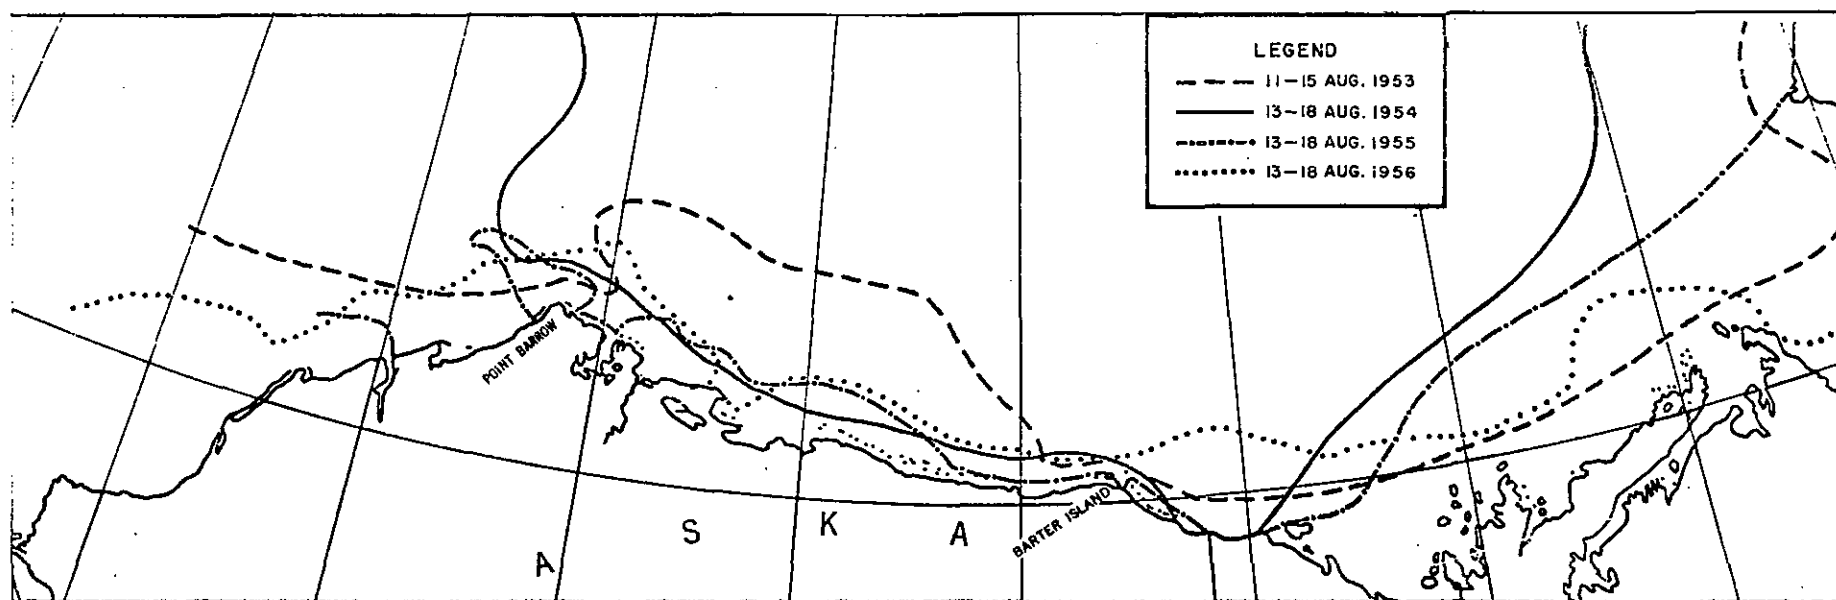 LEGEND
11-15 AUG. 1953
13-18 AUG. 1954
13-18 AUG. 1955
13-18 AUG. 1956
POINT BARROW
BARTER ISLAND
A S K A